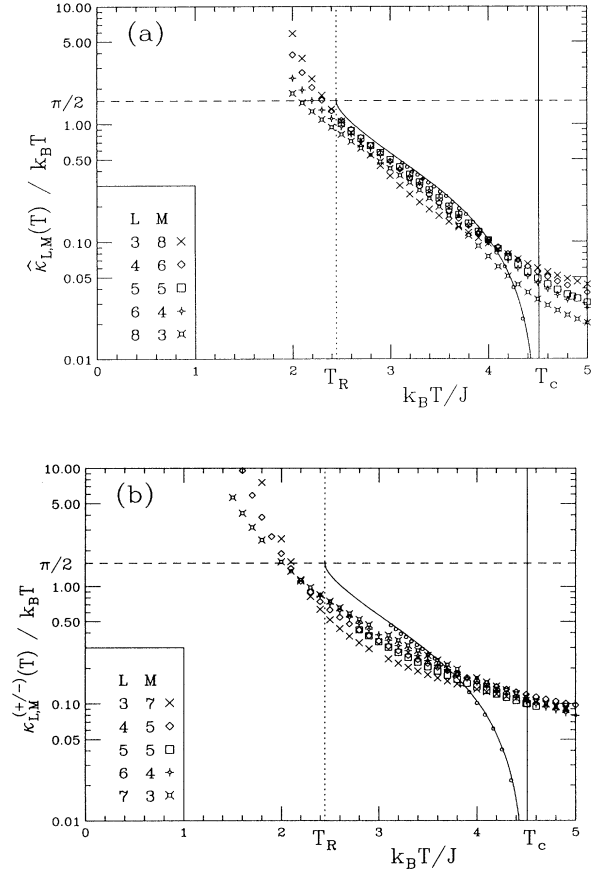 (a)
10.00
5.00
π/2
1.00
0.50
0.10
0.05
0.01
κ̂L,M(T) / kBT
L M
3 8 ×
4 6 ◇
5 5 □
6 4
8 3
0 1 2 3 4 5
TR Tc
kBT/J
(b)
10.00
5.00
π/2
1.00
0.50
0.10
0.05
0.01
κL,M(+/−)(T) / kBT
L M
3 7 ×
4 5 ◇
5 5 □
6 4
7 3
0 1 2 3 4 5
TR Tc
kBT/J